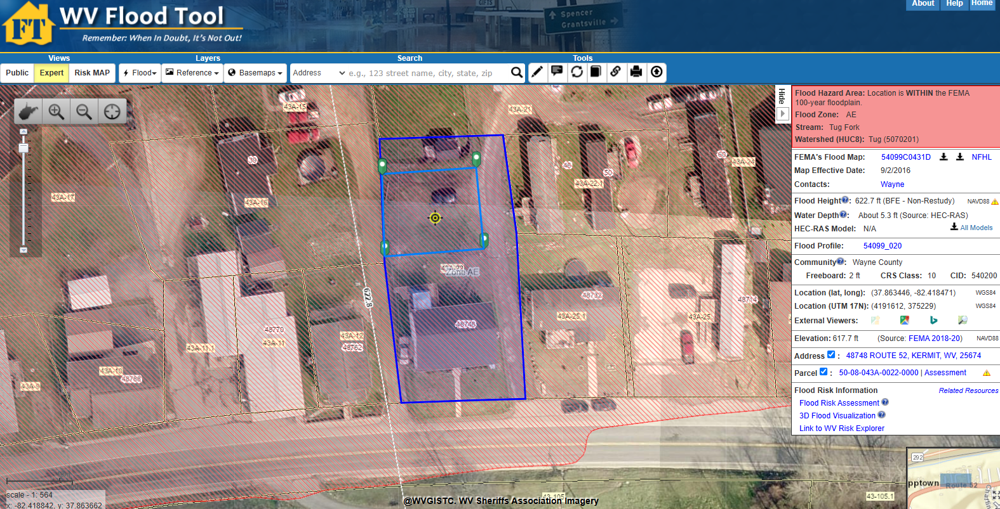 About Help Home
Spencer
Grantsville
FT
WV Flood Tool
Remember: When In Doubt, It's Not Out!
Views Layers Search Tools
Public Expert Risk MAP Flood Reference Basemaps Address e.g., 123 street name, city, state, zip
Hide
Flood Hazard Area: Location is WITHIN the FEMA
100-year floodplain.
Flood Zone: AE
Stream: Tug Fork
Watershed (HUC8): Tug (5070201)
FEMA's Flood Map: 54099C0431D NFHL
Map Effective Date: 9/2/2016
Contacts: Wayne
Flood Height: 622.7 ft (BFE - Non-Restudy) NAVD88
Water Depth: About 5.3 ft (Source: HEC-RAS)
HEC-RAS Model: N/A All Models
Flood Profile: 54099_020
Community: Wayne County
Freeboard: 2 ft CRS Class: 10 CID: 540200
Location (lat, long): (37.863446, -82.418471) WGS84
Location (UTM 17N): (4191612, 375229) WGS84
External Viewers:
Elevation: 617.7 ft (Source: FEMA 2018-20) NAVD88
Address : 48748 ROUTE 52, KERMIT, WV, 25674
Parcel : 50-08-043A-0022-0000 | Assessment
Flood Risk Information Related Resources
Flood Risk Assessment
3D Flood Visualization
Link to WV Risk Explorer
43A-15
43A-21
39
48
60
43A-24
50
43A-22.1
43A-17
43A-16
43A-22
Zone AE
622.8
48732
48714
43A-25.1
43A-25
48748
48770
43A-11
43A-12
48762
43A-11.1
43A-10
48788
43A-9
292
pptown
Route 52
43-105
43-105.1
scale - 1: 564
x: -82.418842, y: 37.863662
@WVGISTC. WV Sheriffs Association Imagery